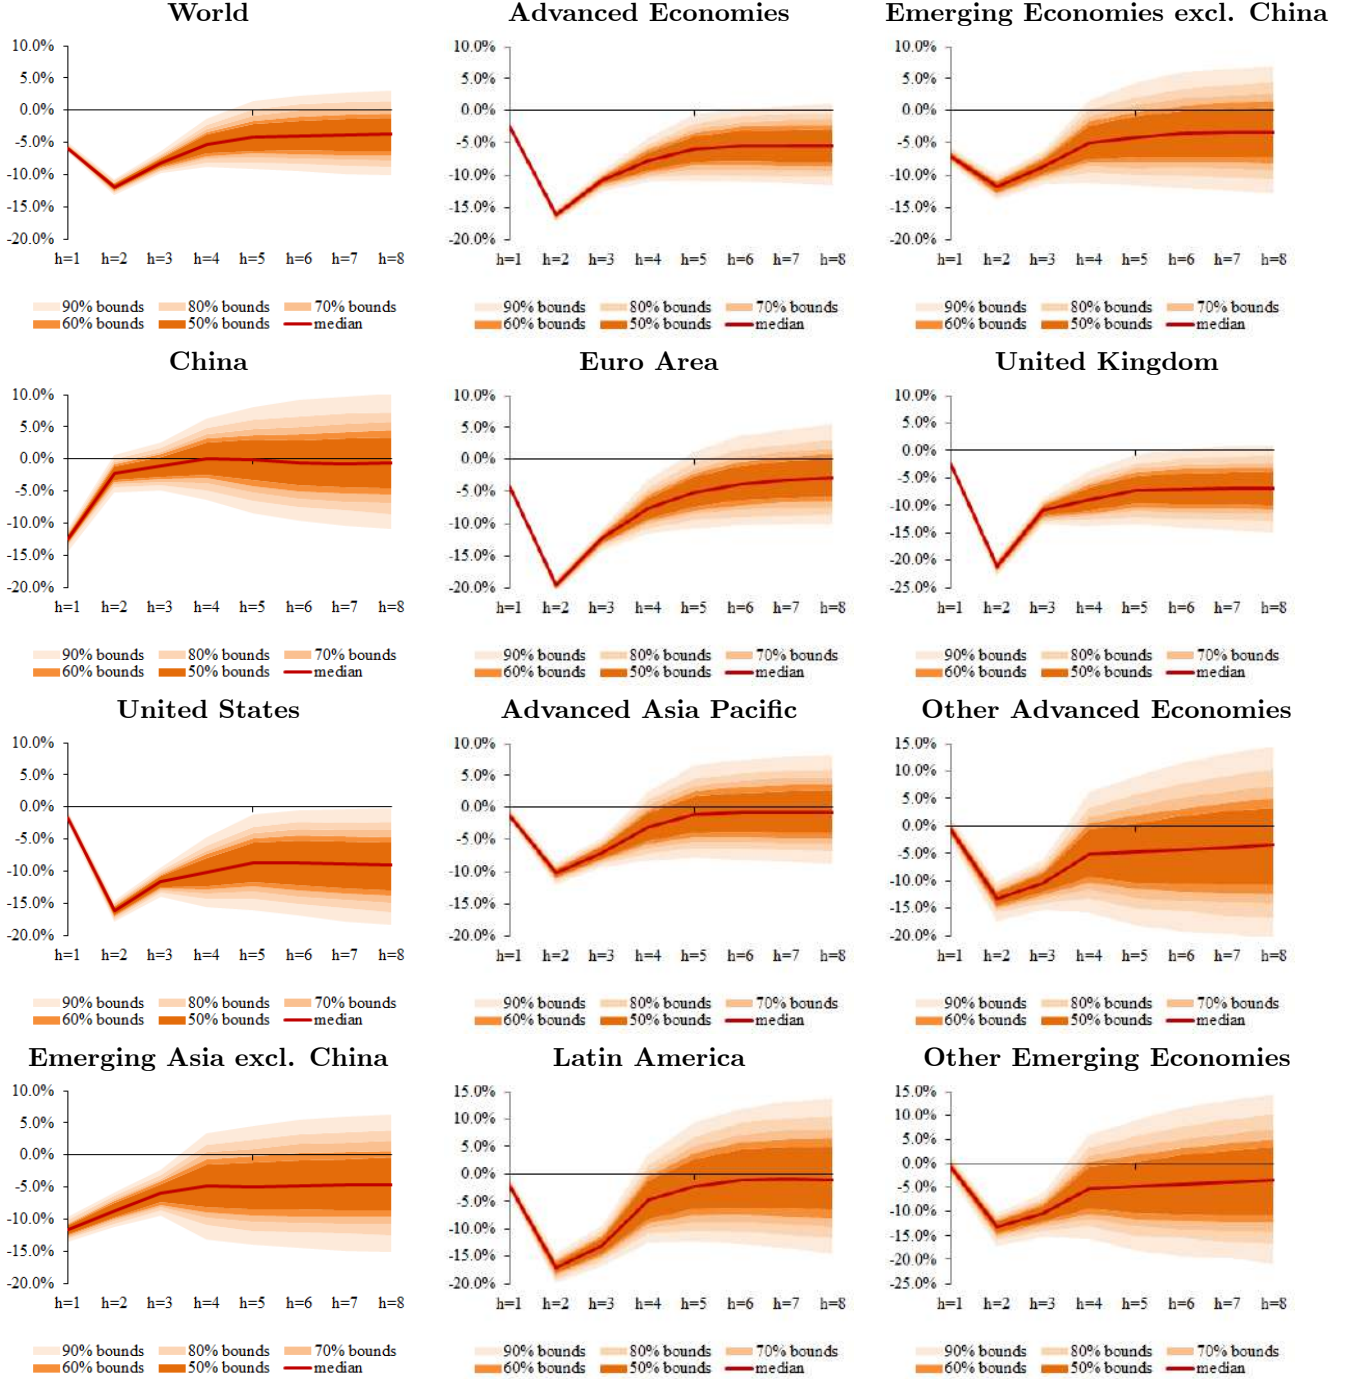 World
Advanced Economies
Emerging Economies excl. China
10.0%
5.0%
0.0%
-5.0%
-10.0%
-15.0%
-20.0%
h=1 h=2 h=3 h=4 h=5 h=6 h=7 h=8
90% bounds 80% bounds 70% bounds
60% bounds 50% bounds median
10.0%
5.0%
0.0%
-5.0%
-10.0%
-15.0%
-20.0%
h=1 h=2 h=3 h=4 h=5 h=6 h=7 h=8
90% bounds 80% bounds 70% bounds
60% bounds 50% bounds median
10.0%
5.0%
0.0%
-5.0%
-10.0%
-15.0%
-20.0%
h=1 h=2 h=3 h=4 h=5 h=6 h=7 h=8
90% bounds 80% bounds 70% bounds
60% bounds 50% bounds median
China
Euro Area
United Kingdom
10.0%
5.0%
0.0%
-5.0%
-10.0%
-15.0%
-20.0%
h=1 h=2 h=3 h=4 h=5 h=6 h=7 h=8
90% bounds 80% bounds 70% bounds
60% bounds 50% bounds median
10.0%
5.0%
0.0%
-5.0%
-10.0%
-15.0%
-20.0%
h=1 h=2 h=3 h=4 h=5 h=6 h=7 h=8
90% bounds 80% bounds 70% bounds
60% bounds 50% bounds median
10.0%
5.0%
0.0%
-5.0%
-10.0%
-15.0%
-20.0%
-25.0%
h=1 h=2 h=3 h=4 h=5 h=6 h=7 h=8
90% bounds 80% bounds 70% bounds
60% bounds 50% bounds median
United States
Advanced Asia Pacific
Other Advanced Economies
10.0%
5.0%
0.0%
-5.0%
-10.0%
-15.0%
-20.0%
h=1 h=2 h=3 h=4 h=5 h=6 h=7 h=8
90% bounds 80% bounds 70% bounds
60% bounds 50% bounds median
10.0%
5.0%
0.0%
-5.0%
-10.0%
-15.0%
-20.0%
h=1 h=2 h=3 h=4 h=5 h=6 h=7 h=8
90% bounds 80% bounds 70% bounds
60% bounds 50% bounds median
15.0%
10.0%
5.0%
0.0%
-5.0%
-10.0%
-15.0%
-20.0%
h=1 h=2 h=3 h=4 h=5 h=6 h=7 h=8
90% bounds 80% bounds 70% bounds
60% bounds 50% bounds median
Emerging Asia excl. China
Latin America
Other Emerging Economies
10.0%
5.0%
0.0%
-5.0%
-10.0%
-15.0%
-20.0%
h=1 h=2 h=3 h=4 h=5 h=6 h=7 h=8
90% bounds 80% bounds 70% bounds
60% bounds 50% bounds median
15.0%
10.0%
5.0%
0.0%
-5.0%
-10.0%
-15.0%
-20.0%
h=1 h=2 h=3 h=4 h=5 h=6 h=7 h=8
90% bounds 80% bounds 70% bounds
60% bounds 50% bounds median
15.0%
10.0%
5.0%
0.0%
-5.0%
-10.0%
-15.0%
-20.0%
-25.0%
h=1 h=2 h=3 h=4 h=5 h=6 h=7 h=8
90% bounds 80% bounds 70% bounds
60% bounds 50% bounds median